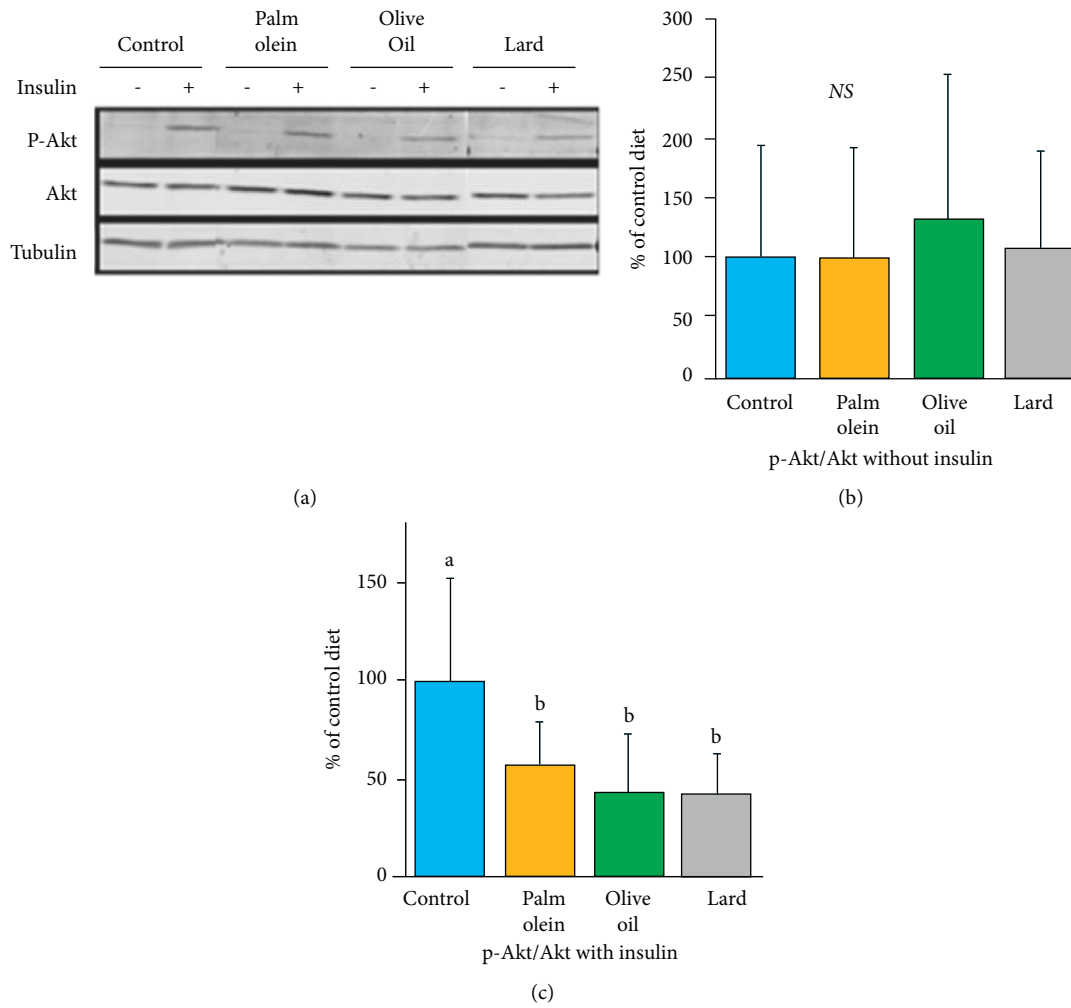 Control
Palm
olein
Olive
Oil
Lard
Insulin
- + - + - + - +
P-Akt
Akt
Tubulin
(a)
% of control diet
300
250
200
150
100
50
0
NS
Control
Palm
olein
Olive
oil
Lard
p-Akt/Akt without insulin
(b)
% of control diet
150
100
50
0
a
b
b
b
Control
Palm
olein
Olive
oil
Lard
p-Akt/Akt with insulin
(c)